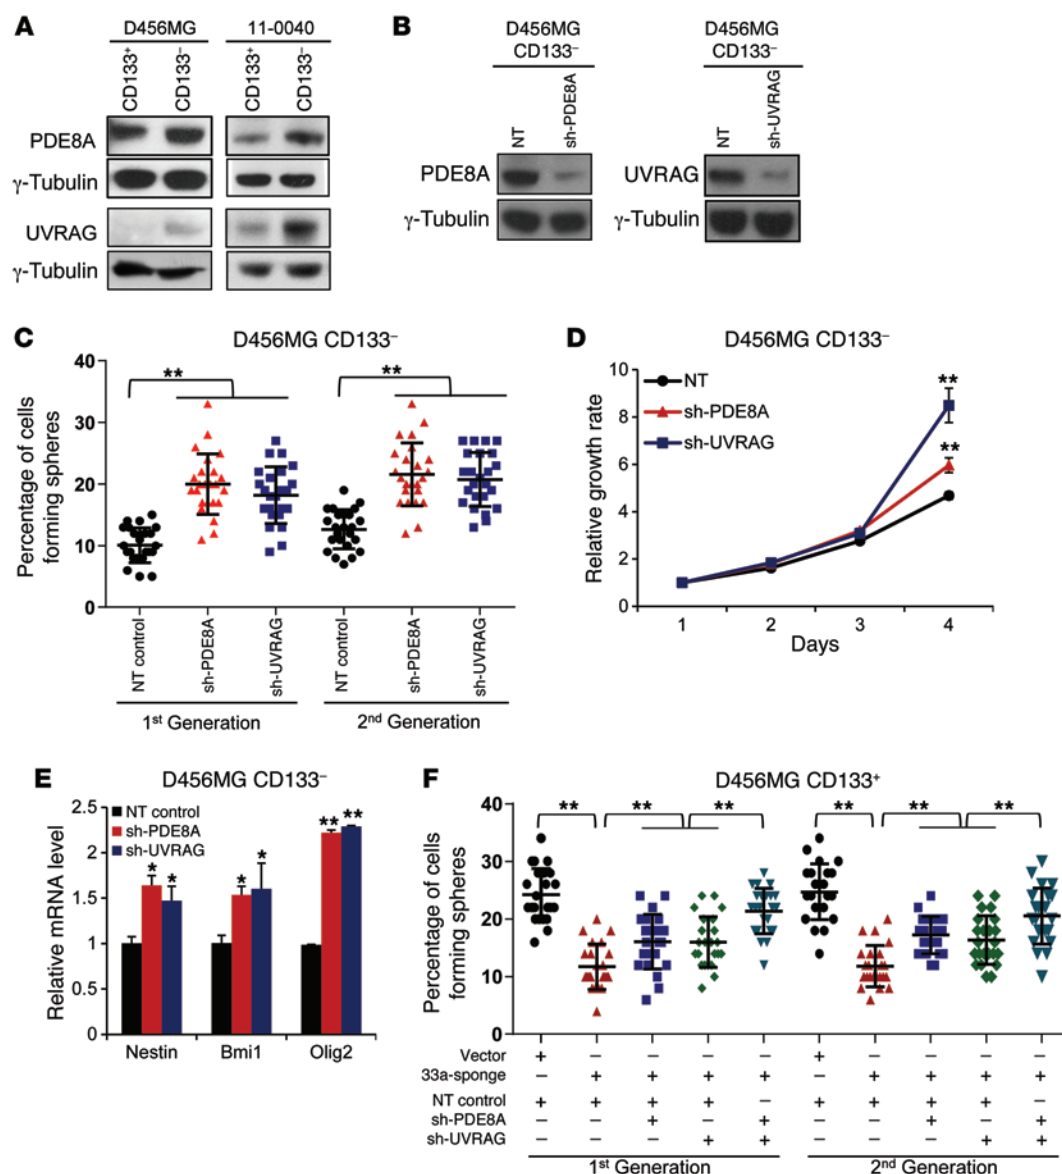 A
D456MG 11-0040
CD133⁺ CD133⁻ CD133⁺ CD133⁻
PDE8A
γ-Tubulin
UVRAG
γ-Tubulin
B
D456MG CD133⁻
D456MG CD133⁻
NT sh-PDE8A NT sh-UVRAG
PDE8A UVRAG
γ-Tubulin γ-Tubulin
C
D456MG CD133⁻
Percentage of cells forming spheres
40
30
20
10
0
** **
NT control sh-PDE8A sh-UVRAG NT control sh-PDE8A sh-UVRAG
1st Generation 2nd Generation
D
D456MG CD133⁻
Relative growth rate
10
8
6
4
2
0
NT
sh-PDE8A
sh-UVRAG
**
**
1 2 3 4
Days
E
D456MG CD133⁻
Relative mRNA level
2.5
2.0
1.5
1.0
0.5
0
NT control
sh-PDE8A
sh-UVRAG
* * * * ** **
Nestin Bmi1 Olig2
F
D456MG CD133⁺
Percentage of cells forming spheres
40
30
20
10
0
** ** ** ** ** **
Vector + − − − − + − − − −
33a-sponge − + + + + − + + + +
NT control + + + + − + + + + −
sh-PDE8A − − + − + − − + − +
sh-UVRAG − − − + + − − − + +
1st Generation 2nd Generation